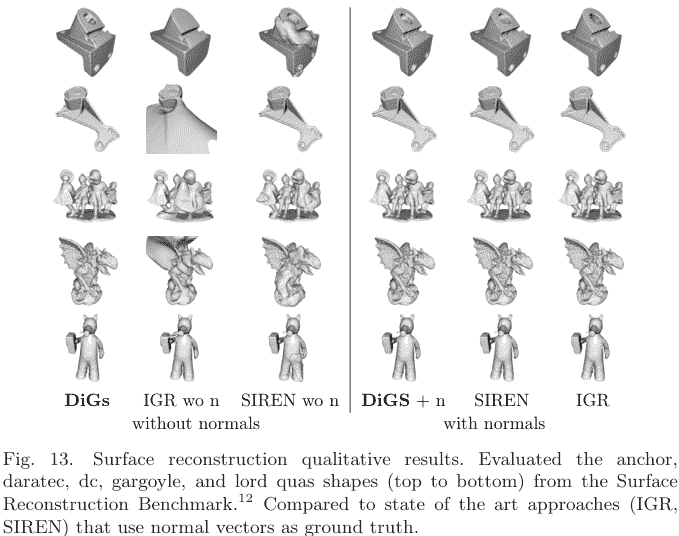 DiGs IGR wo n SIREN wo n DiGS + n SIREN IGR
without normals with normals
Fig. 13. Surface reconstruction qualitative results. Evaluated the anchor,
daratec, dc, gargoyle, and lord quas shapes (top to bottom) from the Surface
Reconstruction Benchmark.12 Compared to state of the art approaches (IGR,
SIREN) that use normal vectors as ground truth.